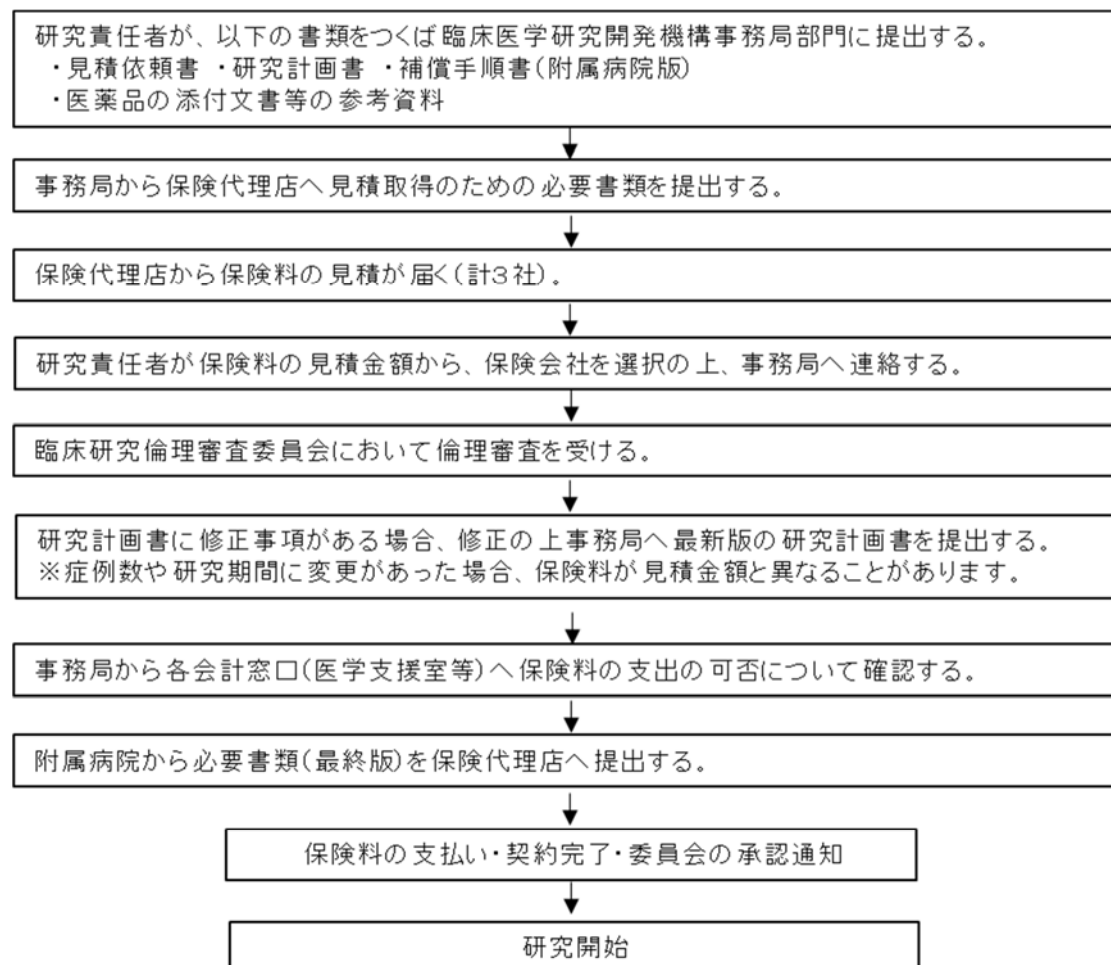 研究責任者が、以下の書類をつくば臨床医学研究開発機構事務局部門に提出する。
・見積依頼書 ・研究計画書 ・補償手順書(附属病院版)
・医薬品の添付文書等の参考資料
事務局から保険代理店へ見積取得のための必要書類を提出する。
保険代理店から保険料の見積が届く(計3社)。
研究責任者が保険料の見積金額から、保険会社を選択の上、事務局へ連絡する。
臨床研究倫理審査委員会において倫理審査を受ける。
研究計画書に修正事項がある場合、修正の上事務局へ最新版の研究計画書を提出する。
※症例数や研究期間に変更があった場合、保険料が見積金額と異なることがあります。
事務局から各会計窓口(医学支援室等)へ保険料の支出の可否について確認する。
附属病院から必要書類(最終版)を保険代理店へ提出する。
保険料の支払い・契約完了・委員会の承認通知
研究開始